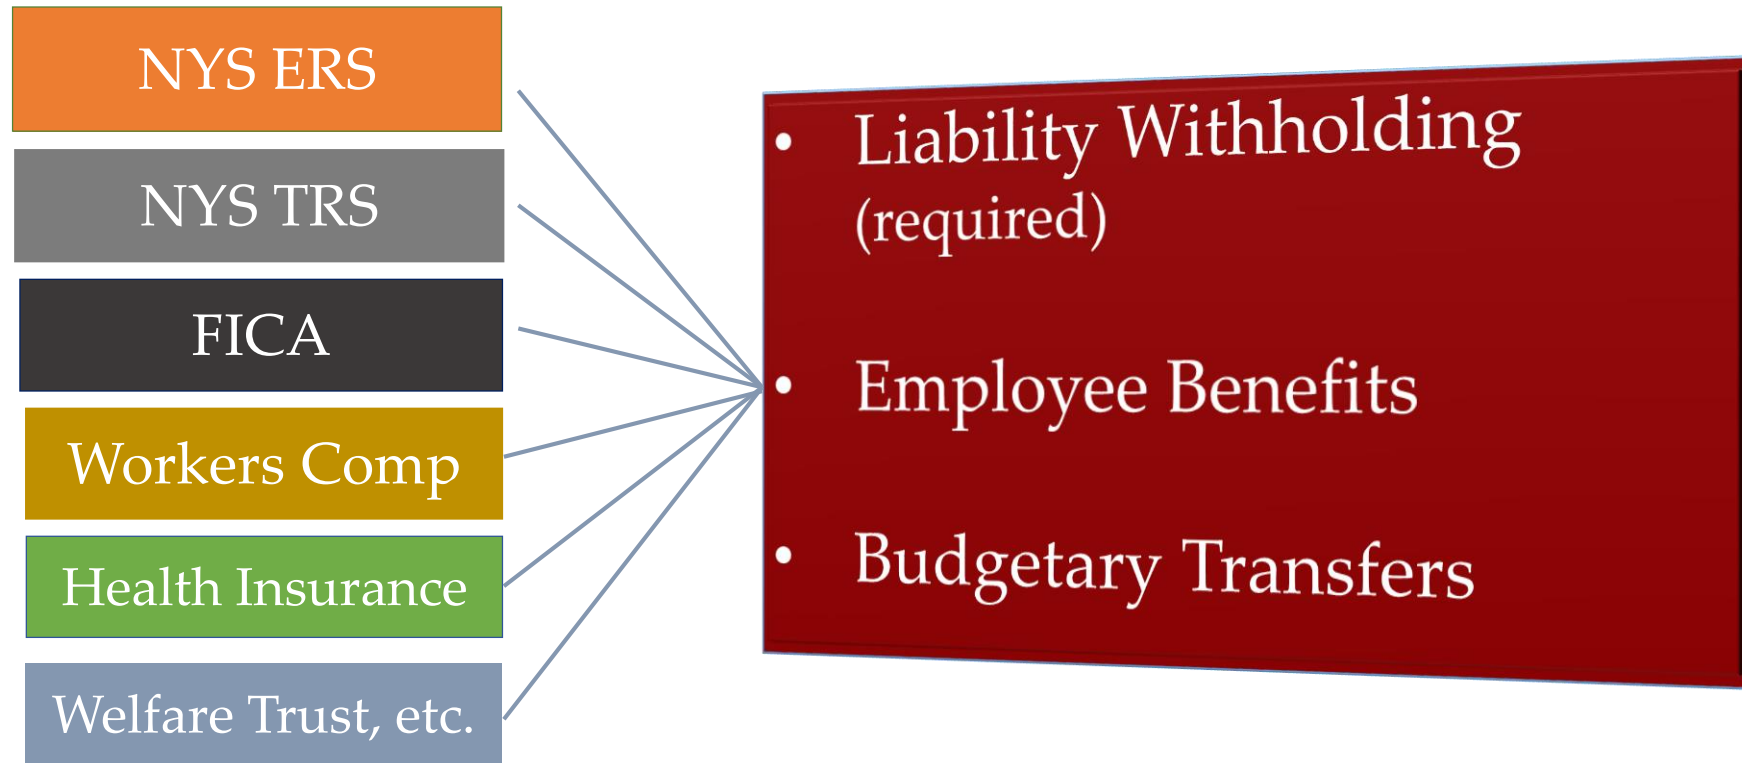 NYS ERS
NYS TRS
FICA
Workers Comp
Health Insurance
Welfare Trust, etc.
• Liability Withholding
(required)
• Employee Benefits
• Budgetary Transfers